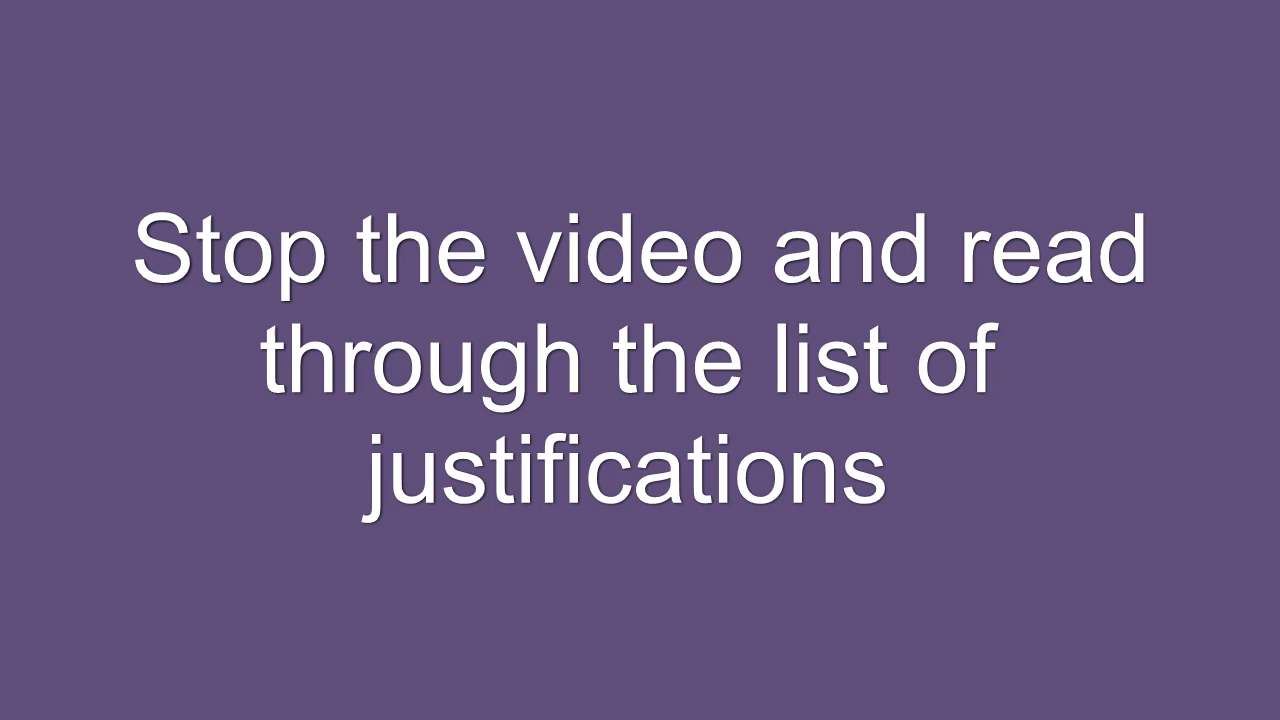 Stop the video and read
through the list of
justifications